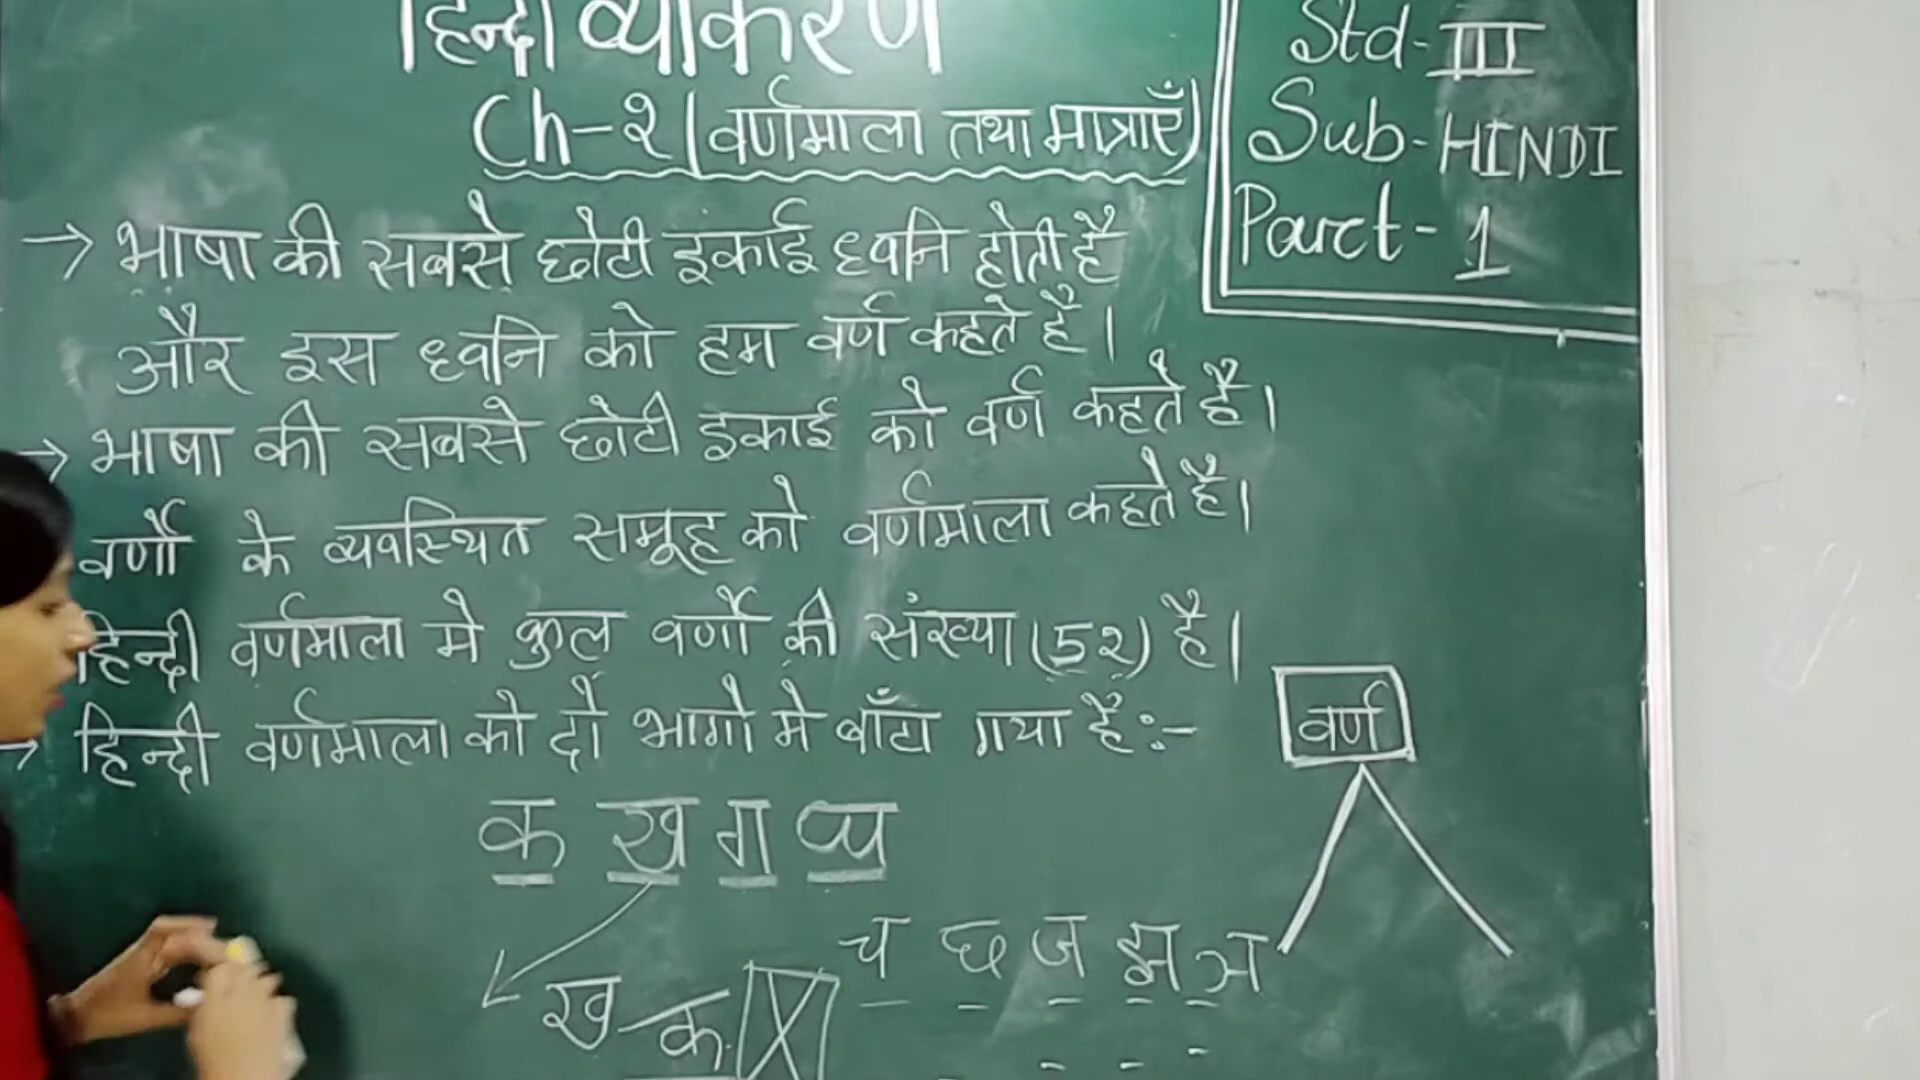 हिन्दी व्याकरण
Ch-२ (वर्णमाला तथा मात्राएँ)
Std-III
Sub-HINDI
Part-1
→ भाषा की सबसे छोटी इकाई ध्वनि होती है
और इस ध्वनि को हम वर्ण कहते हैं।
→ भाषा की सबसे छोटी इकाई को वर्ण कहते हैं।
वर्णों के व्यवस्थित समूह को वर्णमाला कहते हैं।
हिन्दी वर्णमाला मे कुल वर्णों की संख्या (5२) है।
→ हिन्दी वर्णमाला को दो भागो मे बाँटा गया है:-
वर्ण
क ख ग घ
च छ ज झ ञ
ख क